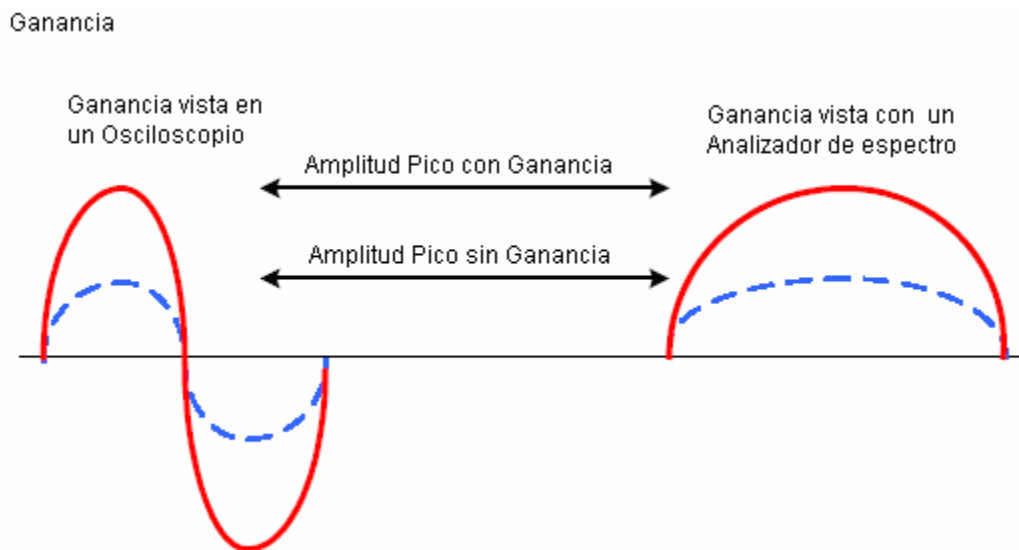 Ganancia
Ganancia vista en
un Osciloscopio
Ganancia vista con un
Analizador de espectro
Amplitud Pico con Ganancia
Amplitud Pico sin Ganancia